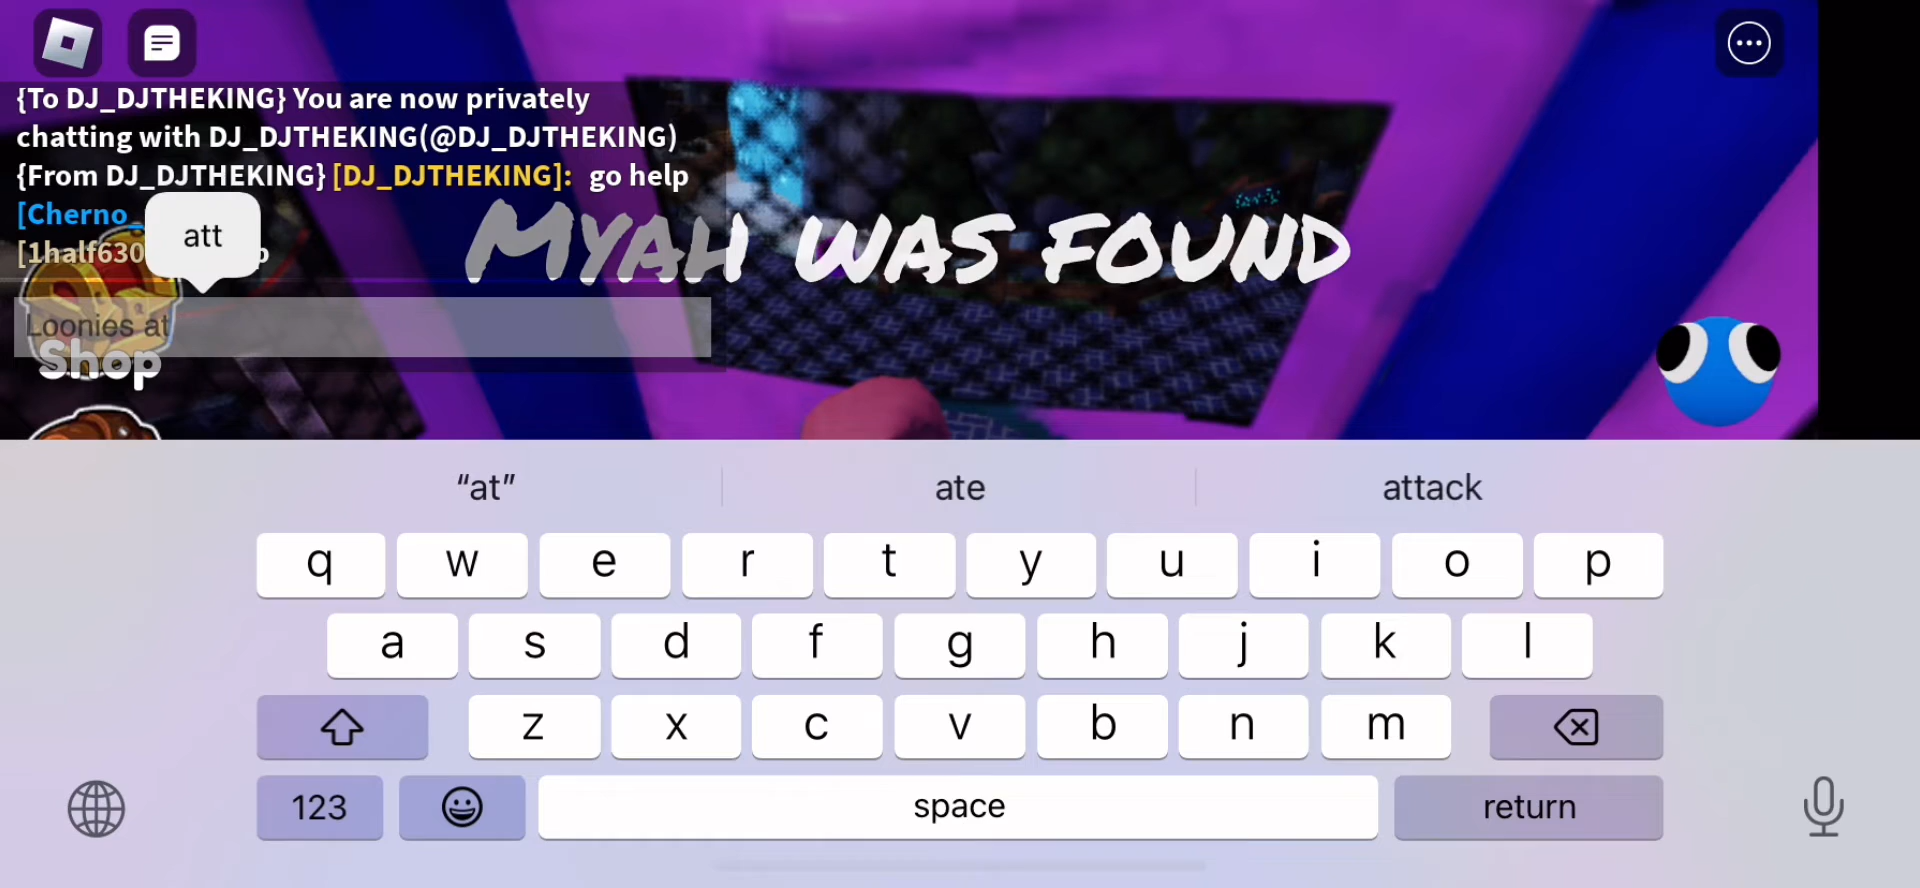 {To DJ_DJTHEKING} You are now privately
chatting with DJ_DJTHEKING(@DJ_DJTHEKING)
{From DJ_DJTHEKING} [DJ_DJTHEKING]: go help
[Cherno_
att
[1half630
Myah was found
Loonies at
Shop
“at” ate attack
q w e r t y u i o p
a s d f g h j k l
z x c v b n m
123 space return